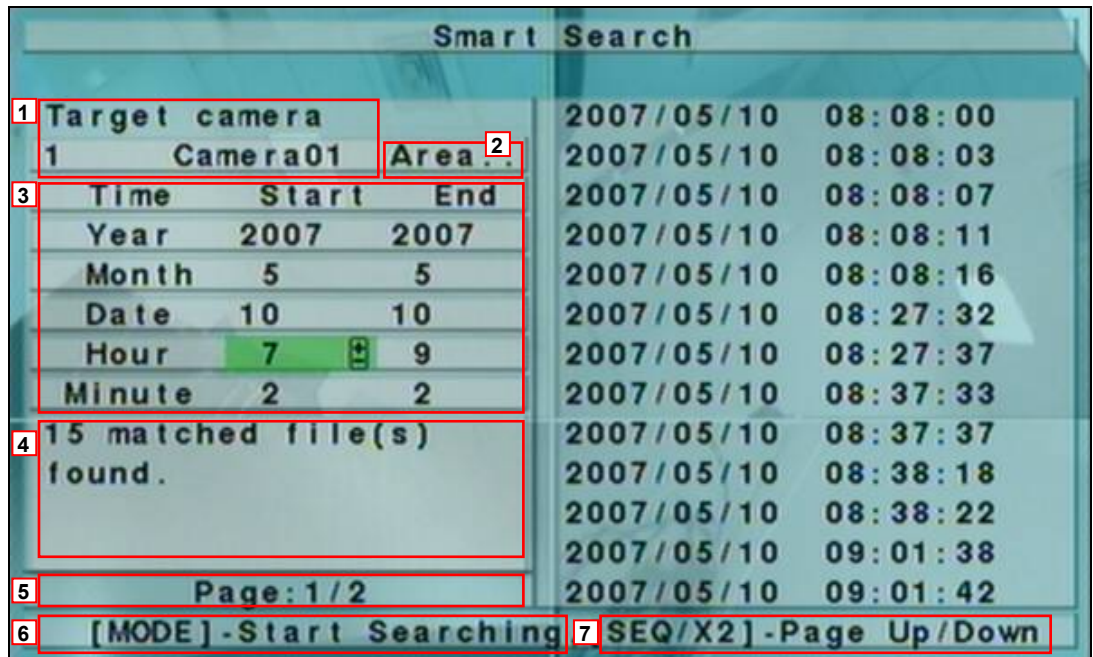 Smart Search
1 Target camera
1 Camera01 Area.. 2
3 Time Start End
Year 2007 2007
Month 5 5
Date 10 10
Hour 7 9
Minute 2 2
4 15 matched file(s)
found.
5 Page:1/2
2007/05/10 08:08:00
2007/05/10 08:08:03
2007/05/10 08:08:07
2007/05/10 08:08:11
2007/05/10 08:08:16
2007/05/10 08:27:32
2007/05/10 08:27:37
2007/05/10 08:37:33
2007/05/10 08:37:37
2007/05/10 08:38:18
2007/05/10 08:38:22
2007/05/10 09:01:38
2007/05/10 09:01:42
6 [MODE]-Start Searching 7 SEQ/X2]-Page Up/Down